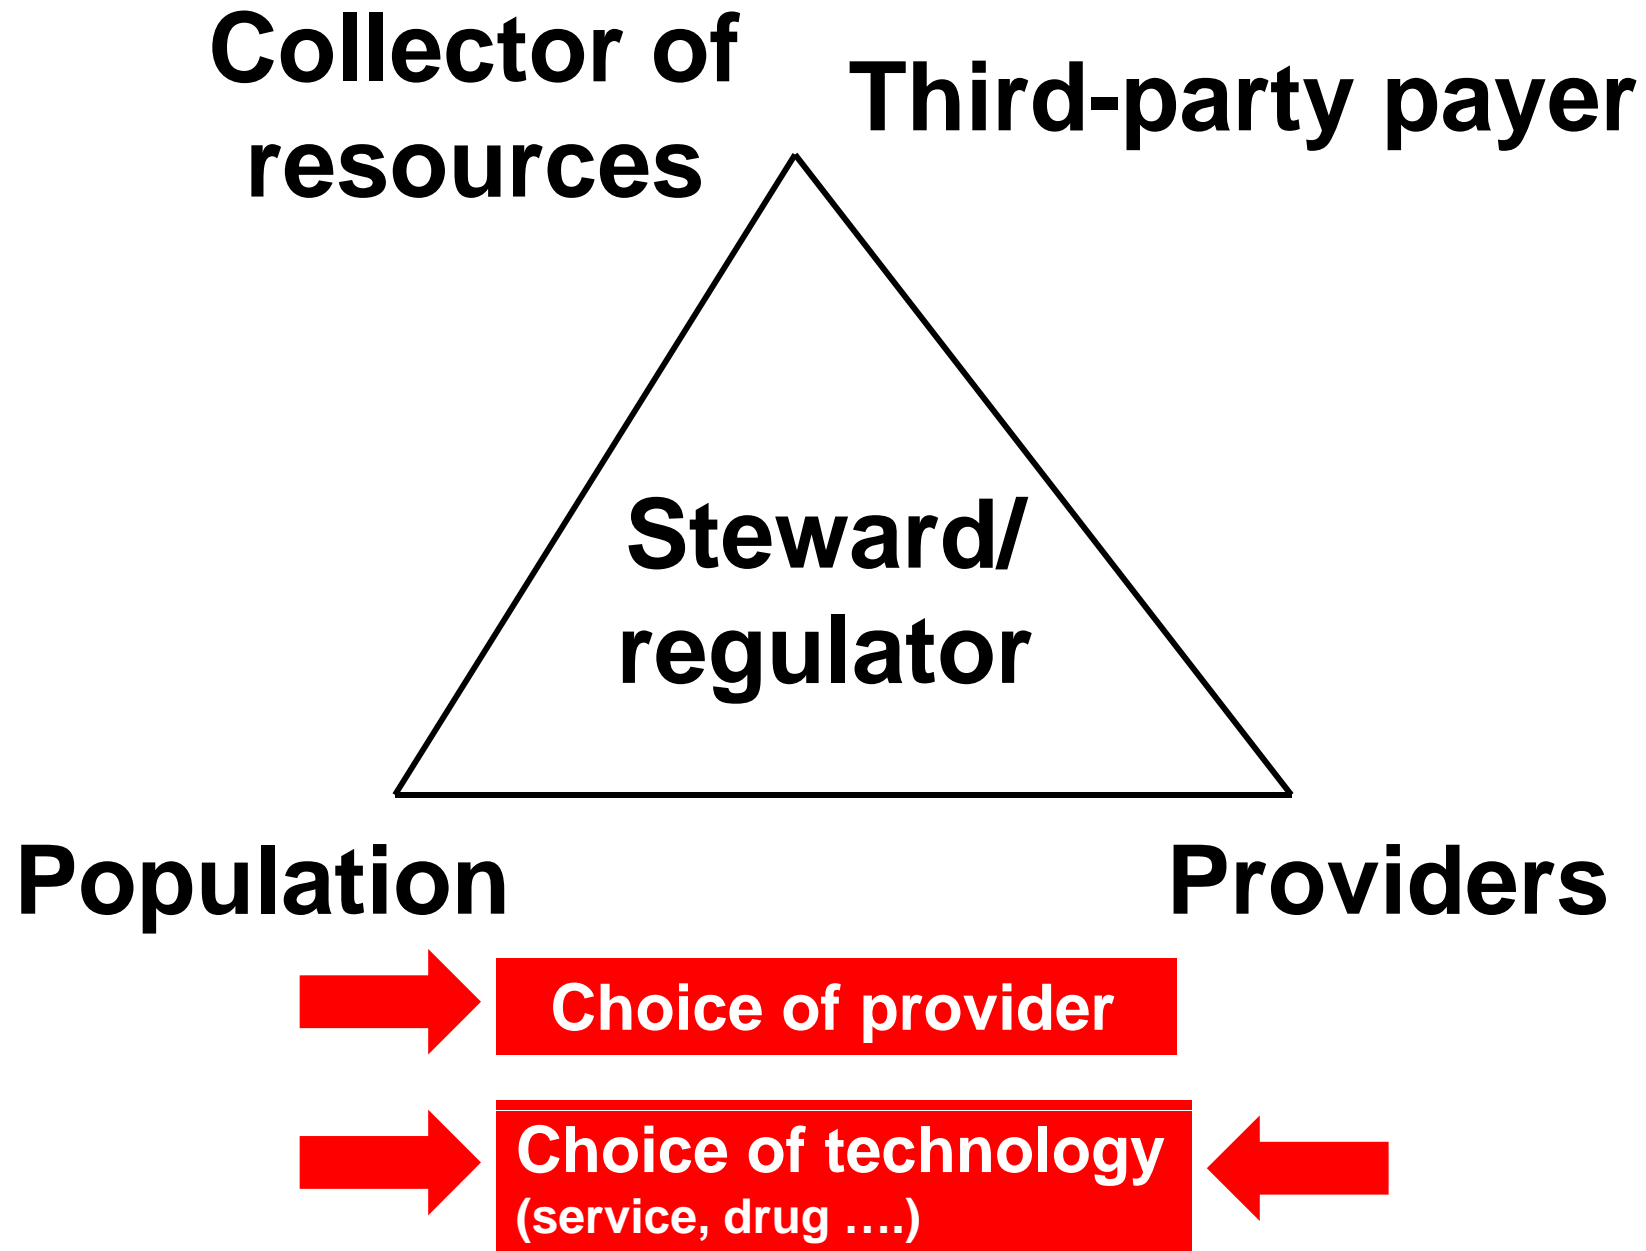 Collector of
resources
Third-party payer
Steward/
regulator
Population
Providers
Choice of provider
Choice of technology
(service, drug ….)